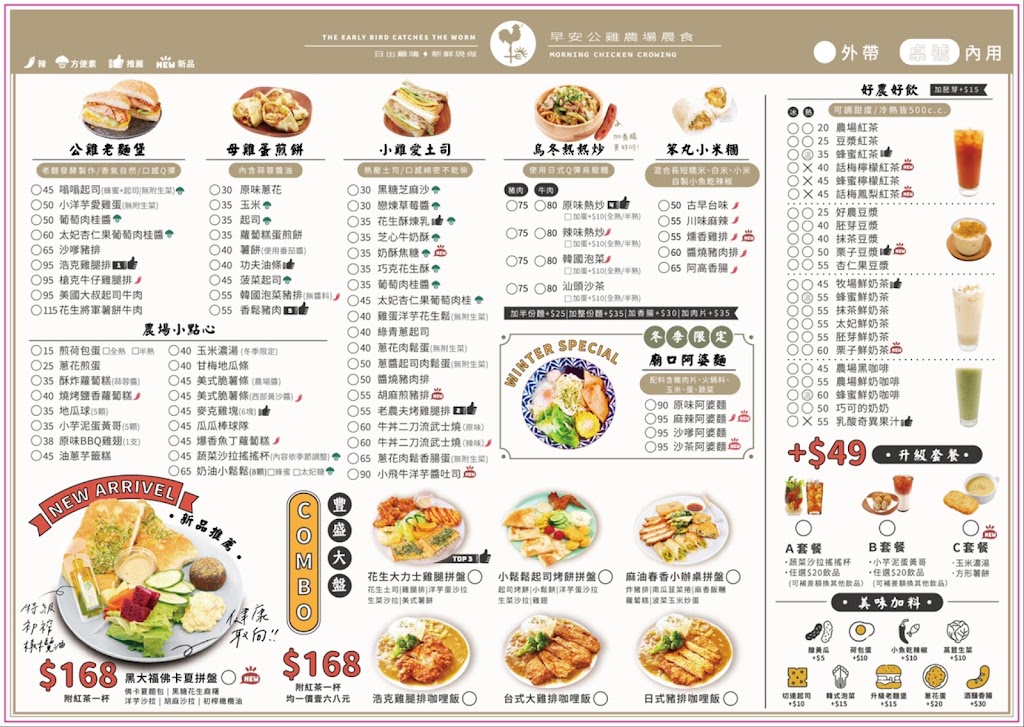 THE EARLY BIRD CATCHES THE WORM
日出雞鳴♦新鮮現做
早安公雞農場晨食
MORNING CHICKEN CROWING
辣 方便素 推薦 NEW 新品
外帶 桌號 內用
公雞老麵堡
老麵發酵製作/香氣自然/口感Q彈
45 嗡嗡起司(蜂蜜+起司|無附生菜)
50 小洋芋愛雞蛋(無附生菜)
50 葡萄肉桂醬
60 太妃杏仁果葡萄肉桂醬
65 沙嗲豬排
95 浩克雞腿排
95 槍克牛仔雞腿排
95 美國大叔起司牛肉
115 花生將軍薯餅牛肉
母雞蛋煎餅
內含蒜蓉醬油
30 原味蔥花
35 玉米
35 起司
35 蘿蔔糕蛋煎餅
40 薯餅(使用番茄醬)
40 功夫油條
45 菠菜起司
55 韓國泡菜豬排(無醬料)
55 香鬆豬肉
小雞愛土司
熱壓土司/口感綿密不乾柴
30 黑糖芝麻沙
30 戀煉草莓醬
35 花生酥煉乳
35 芝心牛奶酥
35 奶酥焦糖 NEW
35 巧克花生酥
35 葡萄肉桂醬
45 太妃杏仁果葡萄肉桂
40 雞蛋洋芋花生鬆(無附生菜)
40 綠青蔥起司
40 蔥花肉鬆蛋(無附生菜)
50 蔥醬起司肉鬆蛋(無附生菜)
50 醬燒豬肉排
55 胡麻煎豬排 NEW
55 老農夫烤雞腿排
60 牛丼二刀流武士燒(原味)
60 牛丼二刀流武士燒(辣味)
65 蔥花肉鬆香腸蛋(無附生菜)
90 小飛牛洋芋醬吐司 NEW
烏冬熱熱炒
加香腸
更好吃!
使用日式Q彈烏龍麵
豬肉 牛肉
75 80 原味熱炒
加蛋+$10(全熟/半熟)
75 80 辣味熱炒
加蛋+$10(全熟/半熟)
75 80 韓國泡菜
加蛋+$10(全熟/半熟)
75 80 汕頭沙茶
加蛋+$10(全熟/半熟)
加半份麵+$25|加整份麵+$35|加香腸+$30|加肉片+$35
笨丸小米糰
混合長短糯米、白米、小米
自製小魚乾辣椒
50 古早台味
55 川味麻辣
55 燻香雞排 NEW
60 醬燒豬肉排
65 阿高香腸
農場小點心
15 煎荷包蛋 全熟 半熟
25 蔥花煎蛋
35 酥炸蘿蔔糕(蒜蓉醬)
40 燒烤鹽香蘿蔔糕
35 地瓜球(5顆)
35 小芋泥蛋黃哥(5顆)
38 原味BBQ雞翅(1支)
45 油蔥芋籤糕
40 玉米濃湯(冬季限定)
40 甘梅地瓜條
45 美式脆薯條(農場醬)
45 美式脆薯條(西部黃沙醬)
45 麥克雞塊(6塊)
45 瓜瓜棒球隊
45 爆香魚丁蘿蔔糕
45 蔬菜沙拉搖搖杯(內容依季節調整)
65 奶油小鬆鬆(8顆)蜂蜜 太妃糖
WINTER SPECIAL
冬季限定
廟口阿婆麵
配料含豬肉片、火鍋料、
玉米、蛋、蔬菜
90 原味阿婆麵
95 麻辣阿婆麵 NEW
95 沙嗲阿婆麵
95 沙茶阿婆麵 NEW
好農好飲
加胚芽+$15
冰 熱 可調甜度/冷熱皆500c.c.
20 農場紅茶
25 豆漿紅茶
35 蜂蜜紅茶
40 話梅檸檬紅茶 NEW
45 蜂蜜檸檬紅茶
45 話梅鳳梨紅茶 NEW
25 好農豆漿
40 胚芽豆漿
40 抹茶豆漿
50 栗子豆漿 NEW
55 杏仁果豆漿
45 牧場鮮奶茶
55 蜂蜜鮮奶茶
55 抹茶鮮奶茶
55 太妃鮮奶茶
55 胚芽鮮奶茶
60 栗子鮮奶茶 NEW
45 農場黑咖啡
55 農場鮮奶咖啡
60 蜂蜜鮮奶咖啡
50 巧可的奶奶
55 乳酸奇異果汁
+$49 升級套餐
A套餐
•蔬菜沙拉搖搖杯
•任選$20飲品
(可補差額換其他飲品)
B套餐
•小芋泥蛋黃哥
•任選$20飲品
(可補差額換其他飲品)
C套餐 NEW
•玉米濃湯
•方形薯餅
美味加料
酸黃瓜 +$5
荷包蛋 +$10
小魚乾辣椒 +$10
萵苣生菜 +$10
切達起司 +$10
韓式泡菜 +$15
升級老麵堡 +$15
蔥花蛋 +$20
酒釀香腸 +$30
NEW ARRIVEL
•新品推薦•
特級
初榨
橄欖油
健康
取向!!
$168
附紅茶一杯
黑大福佛卡夏拼盤 NEW
佛卡夏麵包|黑糖花生麻糬
洋芋沙拉|胡麻沙拉|初榨橄欖油
COMBO
豐盛大盤
$168
附紅茶一杯
均一價壹六八元
TOP 3
花生大力士雞腿拼盤
花生土司|雞腿排|洋芋蛋沙拉
生菜沙拉|美式薯餅
小鬆鬆起司烤餅拼盤
起司烤餅|小鬆餅|洋芋蛋沙拉
生菜沙拉|雞翅
麻油春香小辦桌拼盤
炸豬排|南瓜韮菜捲|麻香飯糰
蘿蔔糕|波菜玉米炒蛋
浩克雞腿排咖哩飯
台式大雞排咖哩飯
日式豬排咖哩飯